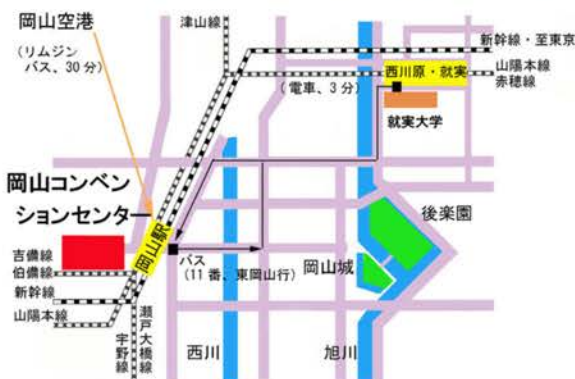 岡山空港
(リムジン
バス、30分)
津山線
新幹線・至東京
西川原・就実
山陽本線
赤穂線
(電車、3分)
就実大学
岡山コンベン
ションセンター
後楽園
岡山駅
吉備線
伯備線
新幹線
山陽本線
バス
(11番、東岡山行)
岡山城
瀬戸大橋線
宇野線
西川
旭川